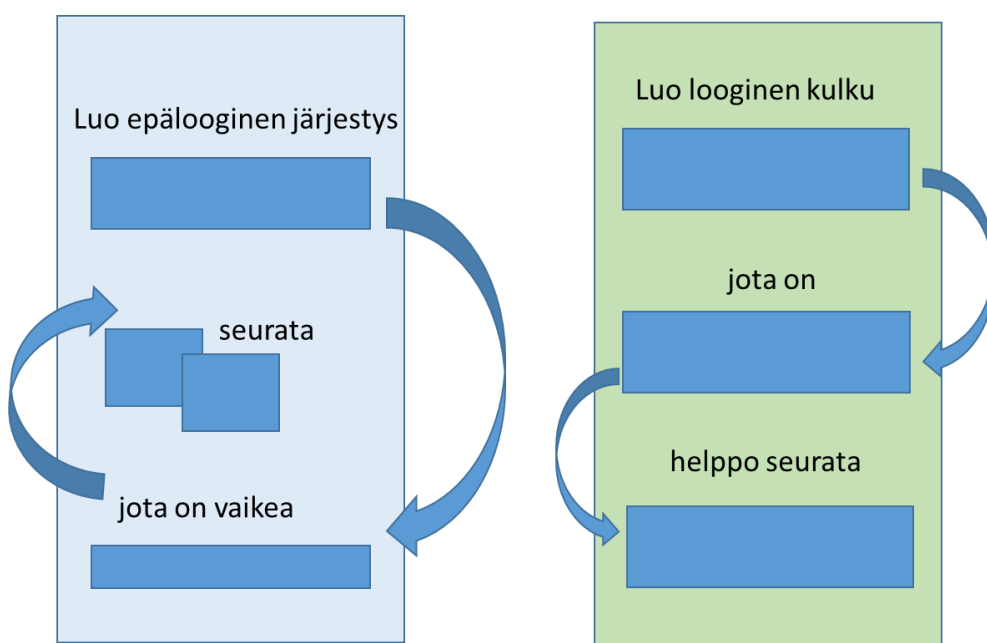 Luo epälooginen järjestys
seurata
jota on vaikea
Luo looginen kulku
jota on
helppo seurata